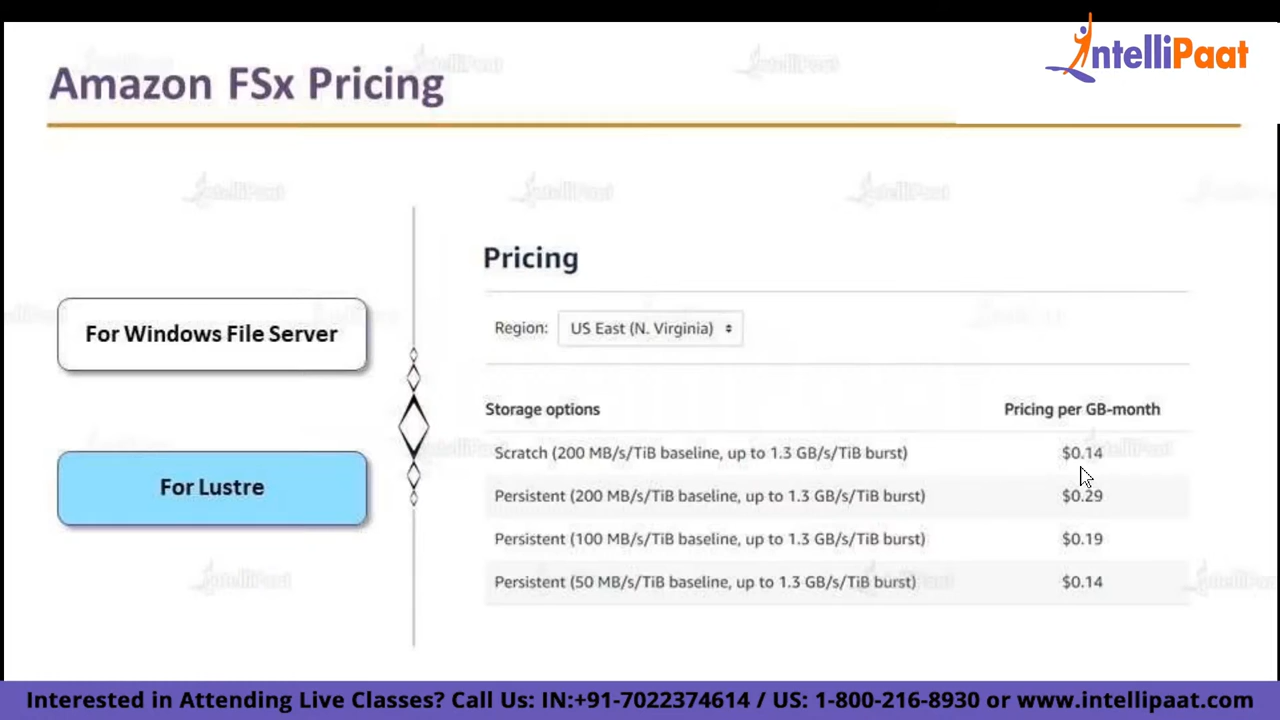 IntelliPaat
Amazon FSx Pricing
For Windows File Server
For Lustre
Pricing
Region: US East (N. Virginia)
Storage options Pricing per GB-month
Scratch (200 MB/s/TiB baseline, up to 1.3 GB/s/TiB burst) $0.14
Persistent (200 MB/s/TiB baseline, up to 1.3 GB/s/TiB burst) $0.29
Persistent (100 MB/s/TiB baseline, up to 1.3 GB/s/TiB burst) $0.19
Persistent (50 MB/s/TiB baseline, up to 1.3 GB/s/TiB burst) $0.14
Interested in Attending Live Classes? Call Us: IN:+91-7022374614 / US: 1-800-216-8930 or www.intellipaat.com